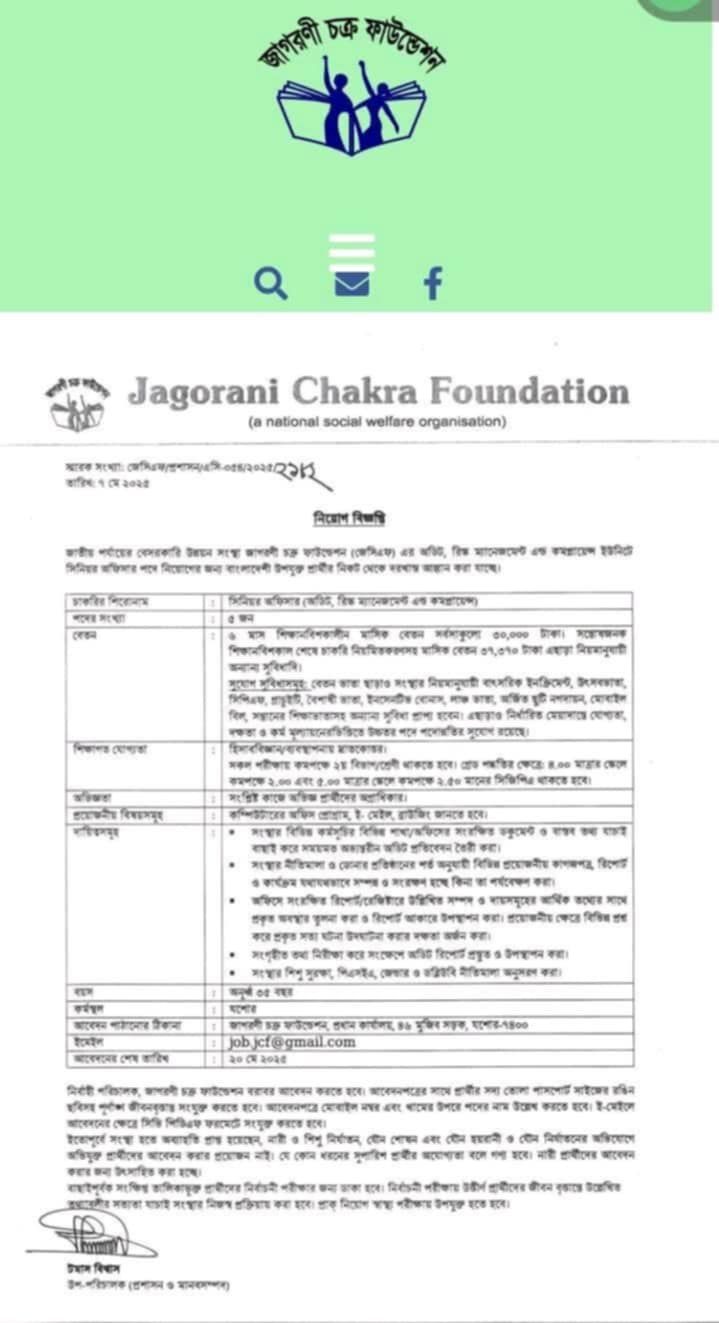 জাগরণী চক্র ফাউন্ডেশন
জাগরণী চক্র ফাউন্ডেশন
Jagorani Chakra Foundation
(a national social welfare organisation)
স্মারক সংখ্যা: জেসিএফ/প্রশাসন/এসি-০৫৪/২০২৫/২১৮২
তারিখ: ৭ মে ২০২৫
নিয়োগ বিজ্ঞপ্তি
জাতীয় পর্যায়ের বেসরকারি উন্নয়ন সংস্থা জাগরণী চক্র ফাউন্ডেশন (জেসিএফ) এর অডিট, রিস্ক ম্যানেজমেন্ট এন্ড কমপ্লায়েন্স ইউনিটে
সিনিয়র অফিসার পদে নিয়োগের জন্য বাংলাদেশী উপযুক্ত প্রার্থীর নিকট থেকে দরখাস্ত আহ্বান করা যাচ্ছে।
চাকরির শিরোনাম : সিনিয়র অফিসার (অডিট, রিস্ক ম্যানেজমেন্ট এন্ড কমপ্লায়েন্স)
পদের সংখ্যা : ৫ জন
বেতন : ৬ মাস শিক্ষানবিশকালীন মাসিক বেতন সর্বসাকুল্যে ৩০,০০০ টাকা। সন্তোষজনক
শিক্ষানবিশকাল শেষে চাকরি নিয়মিতকরণসহ মাসিক বেতন ৩৭,৩৭০ টাকা এছাড়া নিয়মানুযায়ী
অন্যান্য সুবিধাদি।
সুযোগ সুবিধাসমূহ: বেতন ভাতা ছাড়াও সংস্থার নিয়মানুযায়ী বাৎসরিক ইনক্রিমেন্ট, উৎসবভাতা,
সিপিএফ, গ্রাচুইটি, বৈশাখী ভাতা, ইনসেনটিভ বোনাস, লাঞ্চ ভাতা, অর্জিত ছুটি নগদায়ন, মোবাইল
বিল, সন্তানের শিক্ষাভাতাসহ অন্যান্য সুবিধা প্রাপ্য হবেন। এছাড়াও নির্ধারিত মেয়াদান্তে যোগ্যতা,
দক্ষতা ও কর্ম মূল্যায়নেরভিত্তিতে উচ্চতর পদে পদোন্নতির সুযোগ রয়েছে।
শিক্ষাগত যোগ্যতা : হিসাববিজ্ঞান/ব্যবস্থাপনায় স্নাতকোত্তর।
সকল পরীক্ষায় কমপক্ষে ২য় বিভাগ/শ্রেণী থাকতে হবে। গ্রেড পদ্ধতির ক্ষেত্রে: ৪.০০ মাত্রার স্কেলে
কমপক্ষে ২.০০ এবং ৫.০০ মাত্রার স্কেলে কমপক্ষে ২.৫০ মানের সিজিপিএ থাকতে হবে।
অভিজ্ঞতা : সংশ্লিষ্ট কাজে অভিজ্ঞ প্রার্থীদের অগ্রাধিকার।
প্রয়োজনীয় বিষয়সমূহ : কম্পিউটারের অফিস প্রোগ্রাম, ই- মেইল, ব্রাউজিং জানতে হবে।
দায়িত্বসমূহ : • সংস্থার বিভিন্ন কর্মসূচির বিভিন্ন শাখা/অফিসের সংরক্ষিত ডকুমেন্ট ও বাস্তব তথ্য যাচাই
বাছাই করে সময়মত অভ্যন্তরীন অডিট প্রতিবেদন তৈরী করা।
• সংস্থার নীতিমালা ও ডোনার প্রতিষ্ঠানের শর্ত অনুযায়ী বিভিন্ন প্রয়োজনীয় কাগজপত্র, রিপোর্ট
ও কার্যক্রম যথাযথভাবে সম্পন্ন ও সংরক্ষণ হচ্ছে কিনা তা পর্যবেক্ষণ করা।
• অফিসে সংরক্ষিত রিপোর্ট/রেজিষ্টারে উল্লিখিত সম্পদ ও দায়সমূহের আর্থিক তথ্যের সাথে
প্রকৃত অবস্থার তুলনা করা ও রিপোর্ট আকারে উপস্থাপন করা। প্রয়োজনীয় ক্ষেত্রে বিভিন্ন প্রশ্ন
করে প্রকৃত সত্য ঘটনা উদঘাটনা করার দক্ষতা অর্জন করা।
• সংগৃহীত তথ্য নিরীক্ষা করে সংক্ষেপে অডিট রিপোর্ট প্রস্তুত ও উপস্থাপন করা।
• সংস্থার শিশু সুরক্ষা, পিএসইএ, জেন্ডার ও ডব্লিউবি নীতিমালা অনুসরণ করা।
বয়স : অনূর্ধ্ব ৩৫ বছর
কর্মস্থল : যশোর
আবেদন পাঠানোর ঠিকানা : জাগরণী চক্র ফাউন্ডেশন, প্রধান কার্যালয়, ৪৬ মুজিব সড়ক, যশোর-৭৪০০
ইমেইল : job.jcf@gmail.com
আবেদনের শেষ তারিখ : ২০ মে ২০২৫
নির্বাহী পরিচালক, জাগরণী চক্র ফাউন্ডেশন বরাবর আবেদন করতে হবে। আবেদনপত্রের সাথে প্রার্থীর সদ্য তোলা পাসপোর্ট সাইজের রঙিন
ছবিসহ পূর্ণাঙ্গ জীবনবৃত্তান্ত সংযুক্ত করতে হবে। আবেদনপত্রে মোবাইল নম্বর এবং খামের উপরে পদের নাম উল্লেখ করতে হবে। ই-মেইলে
আবেদনের ক্ষেত্রে সিভি পিডিএফ ফরমেটে সংযুক্ত করতে হবে।
ইতোপূর্বে সংস্থা হতে অব্যাহতি প্রাপ্ত হয়েছেন, নারী ও শিশু নির্যাতন, যৌন শোষন এবং যৌন হয়রানী ও যৌন নির্যাতনের অভিযোগে
অভিযুক্ত প্রার্থীদের আবেদন করার প্রয়োজন নাই। যে কোন ধরনের সুপারিশ প্রার্থীর অযোগ্যতা বলে গণ্য হবে। নারী প্রার্থীদের আবেদন
করার জন্য উৎসাহিত করা হচ্ছে।
বাছাইপূর্বক সংক্ষিপ্ত তালিকাভুক্ত প্রার্থীদের নির্বাচনী পরীক্ষার জন্য ডাকা হবে। নির্বাচনী পরীক্ষায় উত্তীর্ণ প্রার্থীদের জীবন বৃত্তান্তে উল্লেখিত
তথ্যাবলীর সত্যতা যাচাই সংস্থার নিজস্ব প্রক্রিয়ায় করা হবে। প্রাক্ নিয়োগ স্বাস্থ্য পরীক্ষায় উপযুক্ত হতে হবে।
টমাস বিশ্বাস
উপ-পরিচালক (প্রশাসন ও মানবসম্পদ)